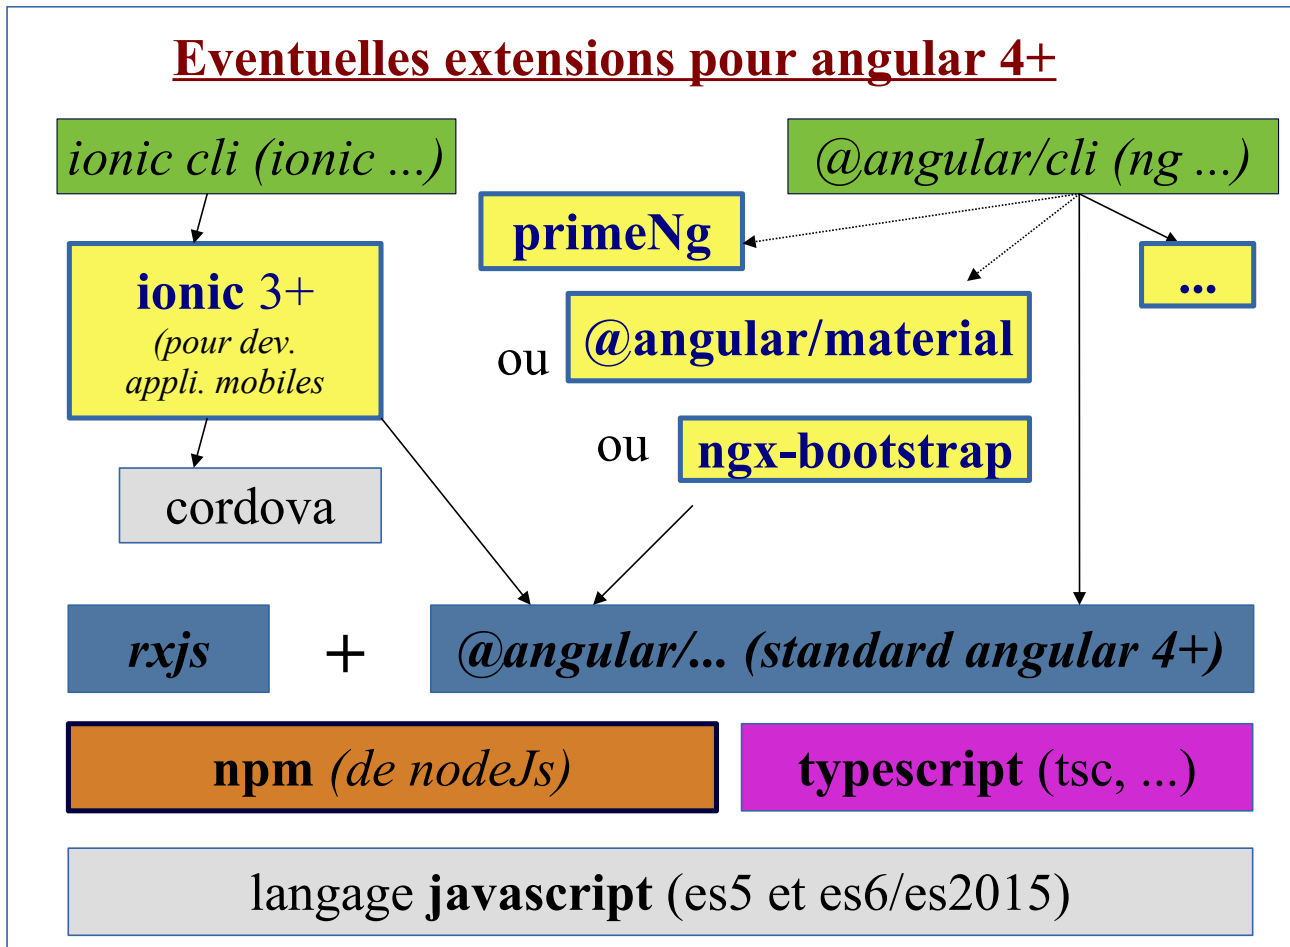 Eventuelles extensions pour angular 4+
ionic cli (ionic ...)
@angular/cli (ng ...)
primeNg
...
ionic 3+
(pour dev.
appli. mobiles
ou
@angular/material
ou
ngx-bootstrap
cordova
rxjs
+
@angular/... (standard angular 4+)
npm (de nodeJs)
typescript (tsc, ...)
langage javascript (es5 et es6/es2015)